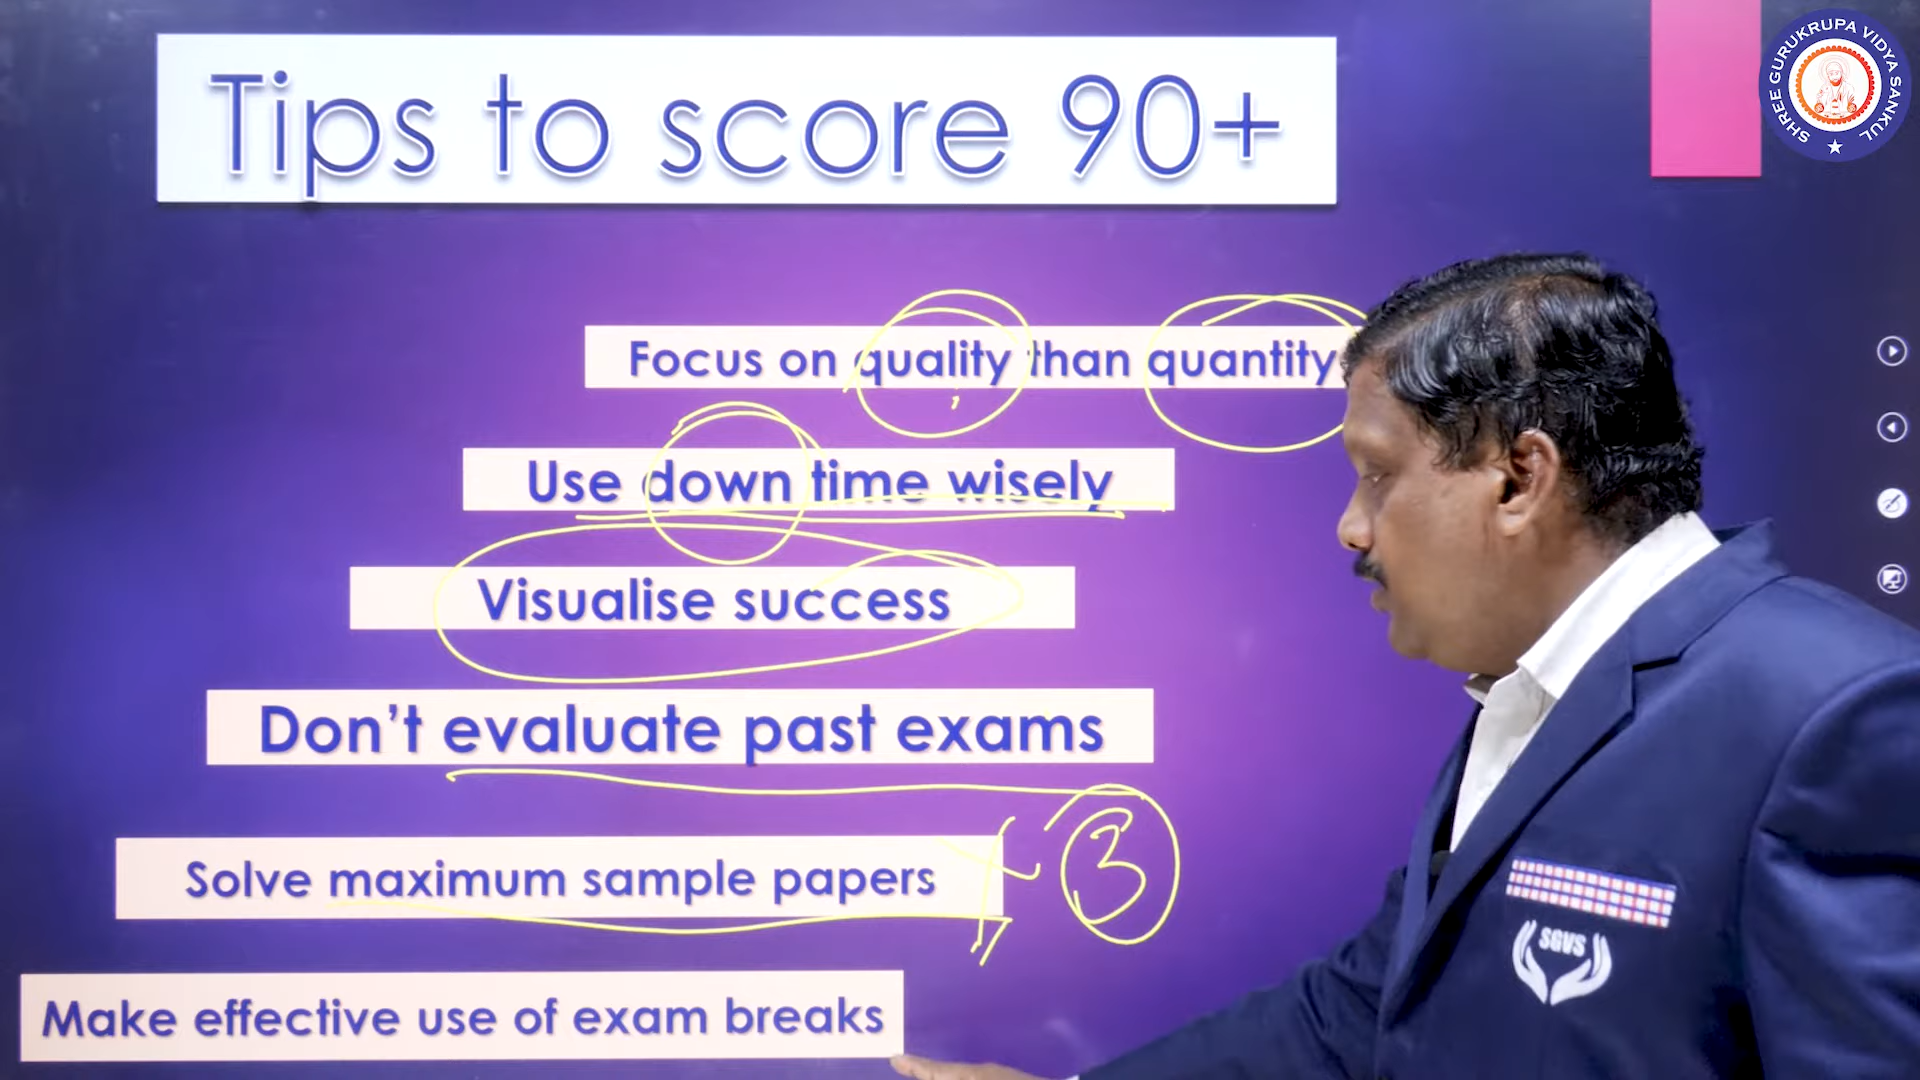 Tips to score 90+
SHREE GURUKRUPA VIDYA SANKUL
Focus on quality than quantity
Use down time wisely
Visualise success
Don't evaluate past exams
Solve maximum sample papers
3
Make effective use of exam breaks
SGVS